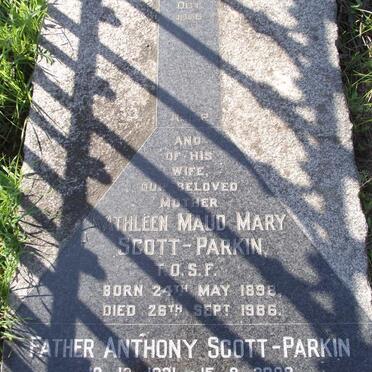 OCT.
AND
OF HIS
WIFE,
OUR BELOVED
MOTHER
KATHLEEN MAUD MARY
SCOTT-PARKIN,
T.O.S.F.
BORN 24TH MAY 1898,
DIED 26TH SEPT 1986.
FATHER ANTHONY SCOTT-PARKIN